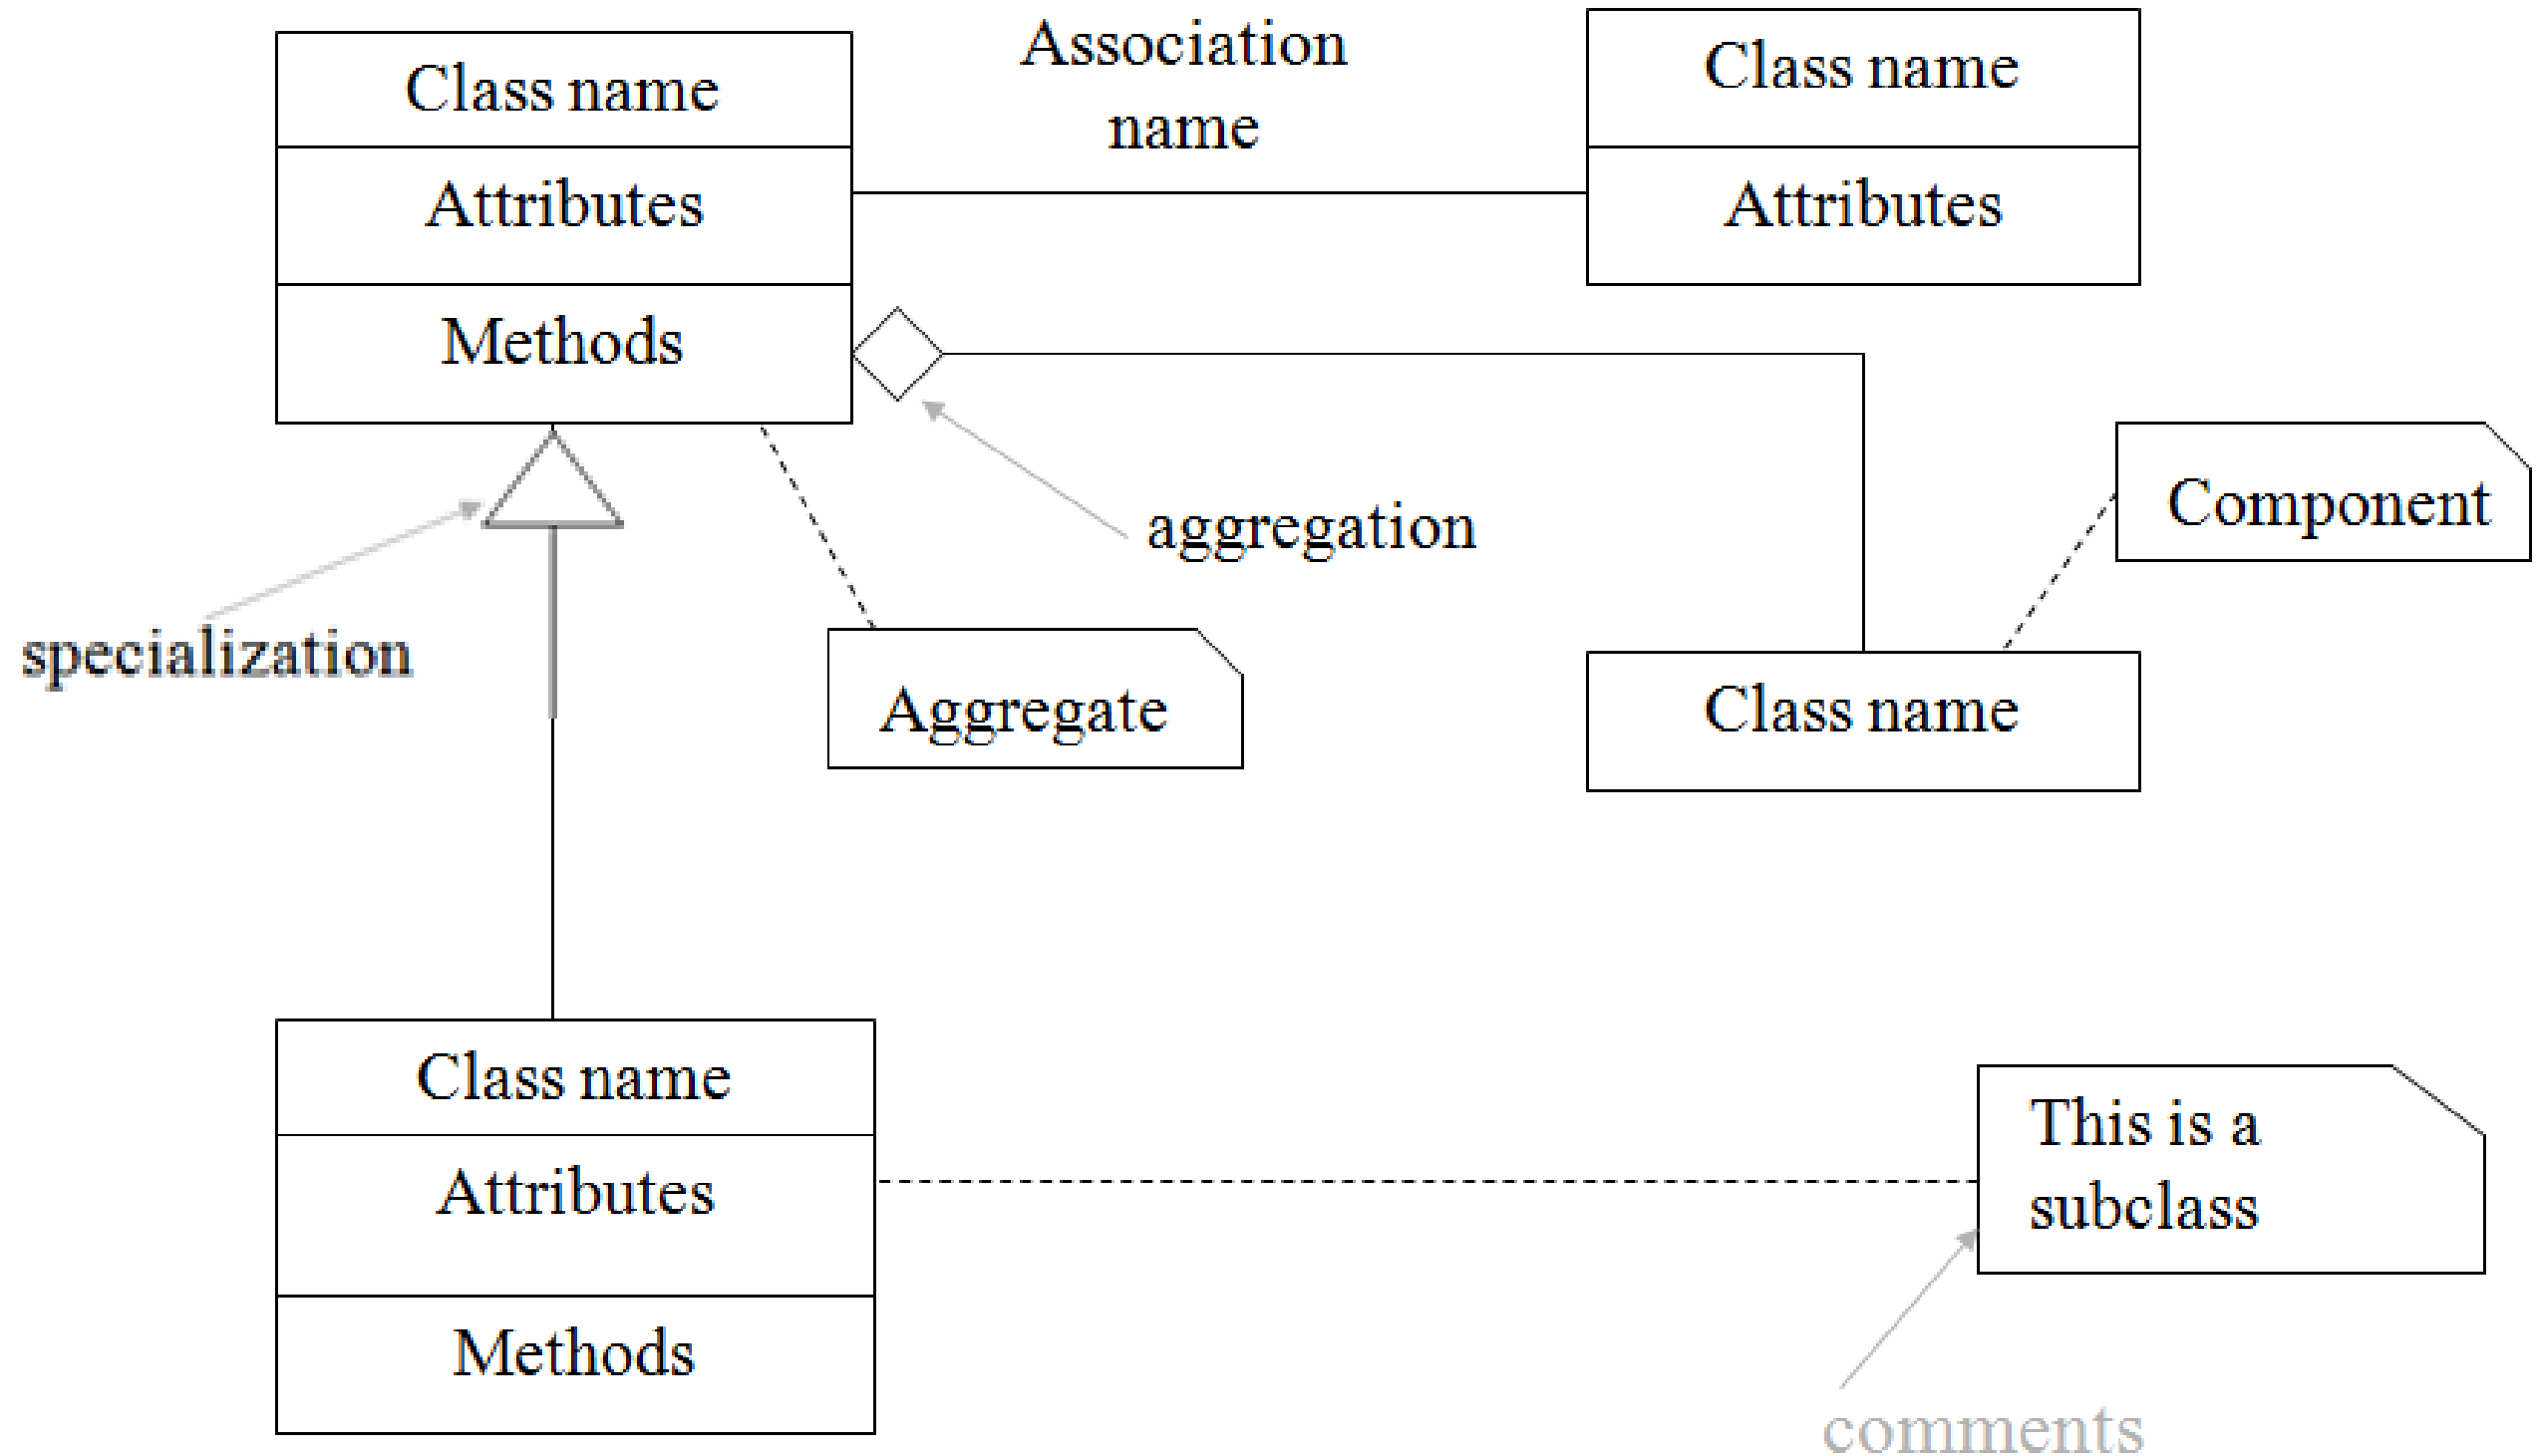 Class name
Attributes
Methods
Association
name
Class name
Attributes
aggregation
Component
specialization
Aggregate
Class name
Class name
Attributes
Methods
This is a
subclass
comments